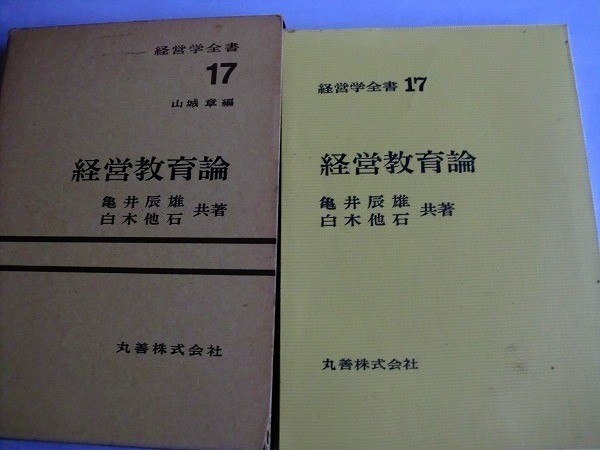 経営学全書
17
山城 章編
経営教育論
亀井辰雄
白木他石
共著
丸善株式会社
経営学全書 17
経営教育論
亀井辰雄
白木他石
共著
丸善株式会社